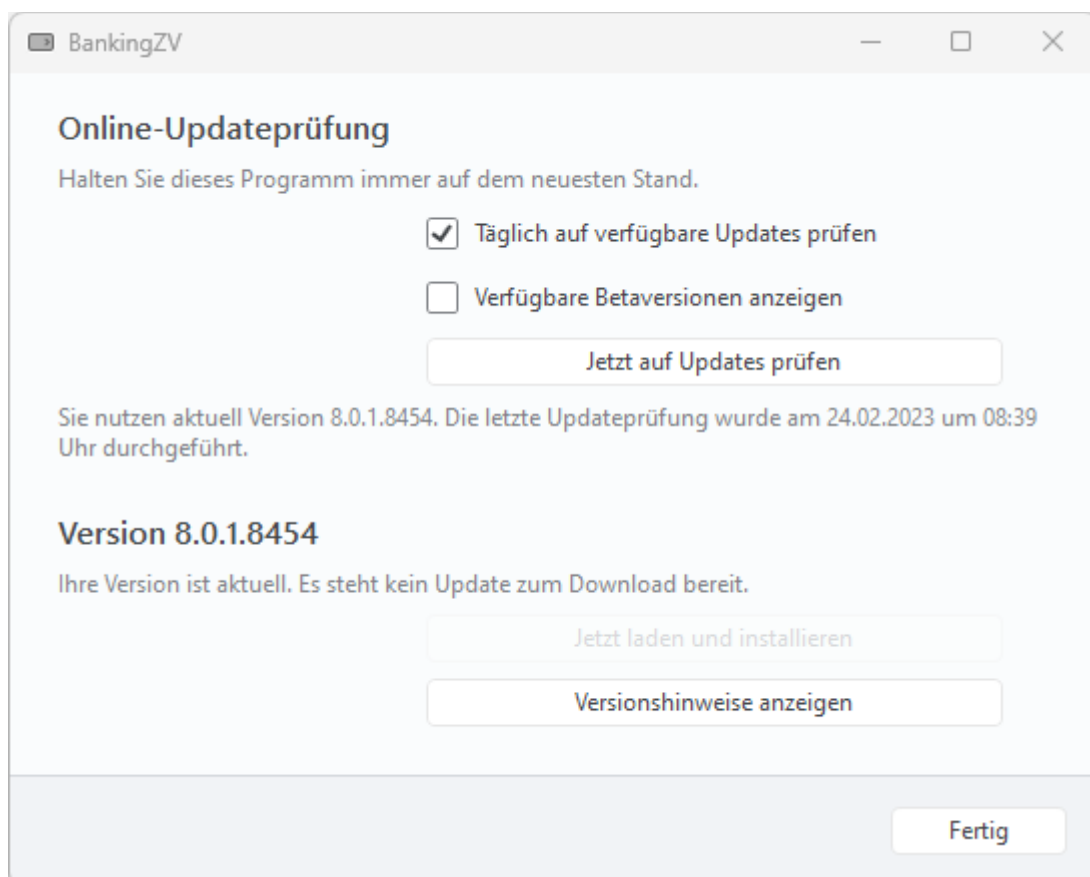 BankingZV
Online-Updateprüfung
Halten Sie dieses Programm immer auf dem neuesten Stand.
Täglich auf verfügbare Updates prüfen
Verfügbare Betaversionen anzeigen
Jetzt auf Updates prüfen
Sie nutzen aktuell Version 8.0.1.8454. Die letzte Updateprüfung wurde am 24.02.2023 um 08:39
Uhr durchgeführt.
Version 8.0.1.8454
Ihre Version ist aktuell. Es steht kein Update zum Download bereit.
Jetzt laden und installieren
Versionshinweise anzeigen
Fertig